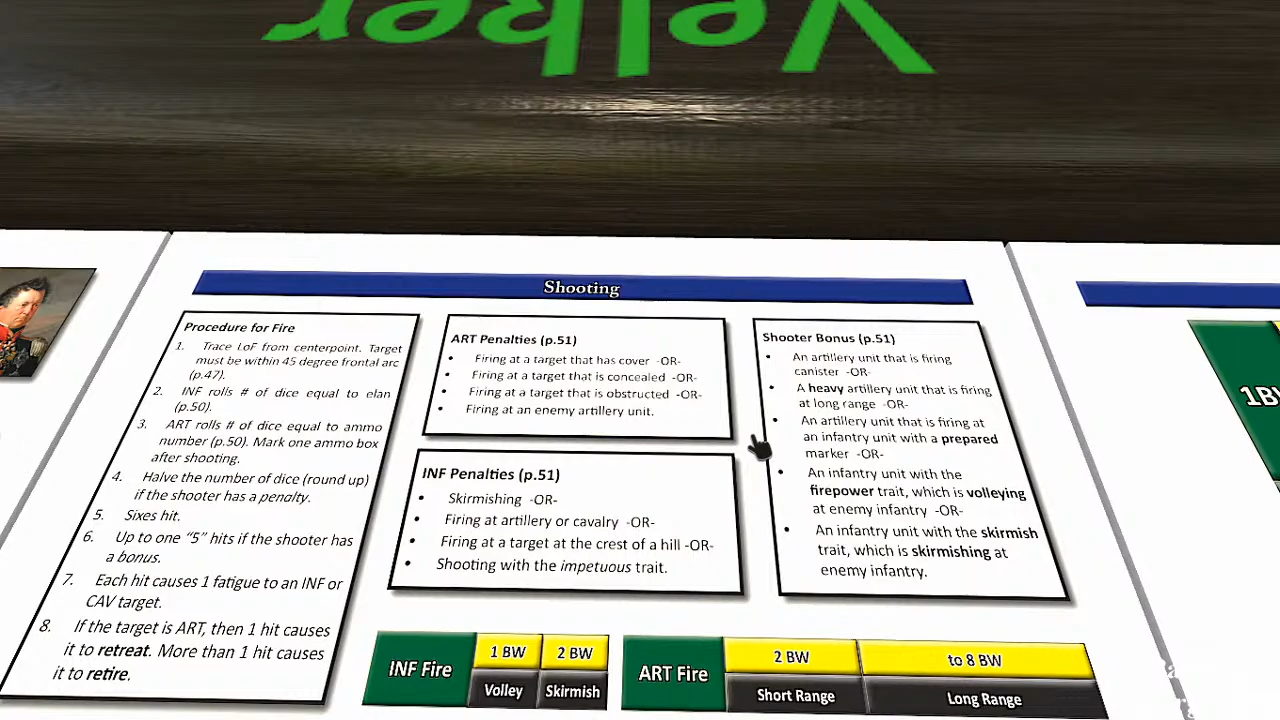 Velber
Shooting
Procedure for Fire
1. Trace LoF from centerpoint. Target
must be within 45 degree frontal arc
(p.47)
2. INF rolls # of dice equal to elan
(p.50).
3. ART rolls # of dice equal to ammo
number (p.50). Mark one ammo box
after shooting.
4. Halve the number of dice (round up)
if the shooter has a penalty.
5. Sixes hit.
6. Up to one “5” hits if the shooter has
a bonus.
7. Each hit causes 1 fatigue to an INF or
CAV target.
8. If the target is ART, then 1 hit causes
it to retreat. More than 1 hit causes
it to retire.
ART Penalties (p.51)
• Firing at a target that has cover -OR-
• Firing at a target that is concealed -OR-
• Firing at a target that is obstructed -OR-
• Firing at an enemy artillery unit.
INF Penalties (p.51)
• Skirmishing -OR-
• Firing at artillery or cavalry -OR-
• Firing at a target at the crest of a hill -OR-
• Shooting with the impetuous trait.
Shooter Bonus (p.51)
• An artillery unit that is firing
canister -OR-
• A heavy artillery unit that is firing
at long range -OR-
• An artillery unit that is firing at
an infantry unit with a prepared
marker -OR-
• An infantry unit with the
firepower trait, which is volleying
at enemy infantry -OR-
• An infantry unit with the skirmish
trait, which is skirmishing at
enemy infantry.
INF Fire
1 BW
2 BW
Volley
Skirmish
ART Fire
2 BW
to 8 BW
Short Range
Long Range